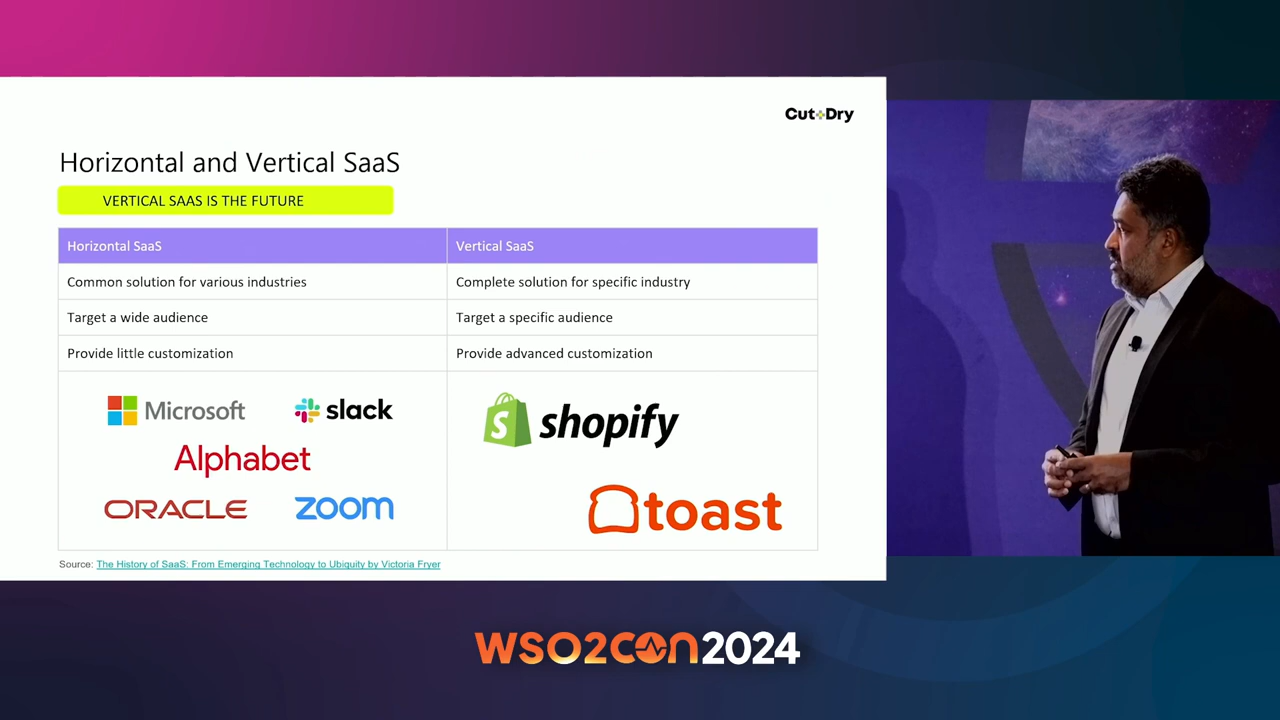 Cut+Dry
Horizontal and Vertical SaaS
VERTICAL SAAS IS THE FUTURE
Horizontal SaaS
Vertical SaaS
Common solution for various industries
Complete solution for specific industry
Target a wide audience
Target a specific audience
Provide little customization
Provide advanced customization
Microsoft
slack
Alphabet
ORACLE
zoom
shopify
toast
Source: The History of SaaS: From Emerging Technology to Ubiquity by Victoria Fryer
WSO2CON2024